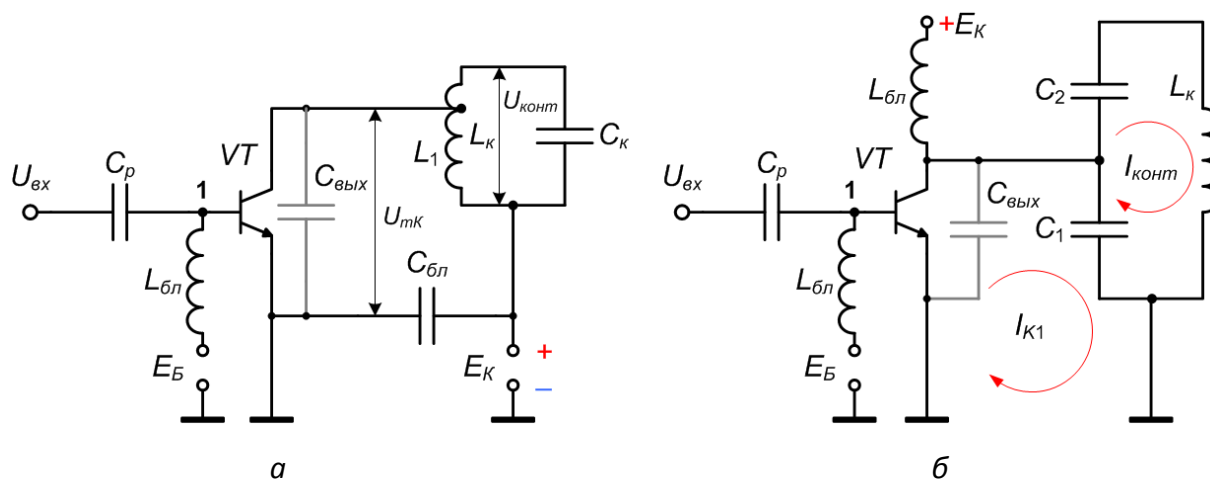 U_вх
C_р
1
VT
L_бл
E_Б
C_вых
U_mK
C_бл
L_1
L_к
U_конт
C_к
E_К
+
–
а
U_вх
C_р
1
VT
L_бл
E_Б
+E_К
L_бл
C_вых
C_2
C_1
L_к
I_конт
I_К1
б